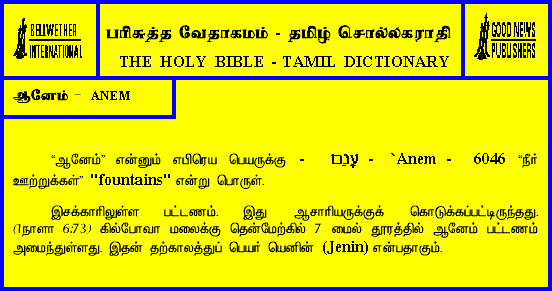 BELLWETHER
INTERNATIONAL
பரிசுத்த வேதாகமம் - தமிழ் சொல்லகராதி
THE HOLY BIBLE - TAMIL DICTIONARY
GOOD NEWS
PUBLISHERS
ஆனேம் - ANEM
“ஆனேம்” என்னும் எபிரெய பெயருக்கு - עָנֵם - `Anem - 6046 “நீர்
ஊற்றுக்கள்” "fountains" என்று பொருள்.
இசக்காரிலுள்ள பட்டணம். இது ஆசாரியருக்குக் கொடுக்கப்பட்டிருந்தது.
(1நாளா 6:73) கில்போவா மலைக்கு தென்மேற்கில் 7 மைல் தூரத்தில் ஆனேம் பட்டணம்
அமைந்துள்ளது. இதன் தற்காலத்துப் பெயர் யெனின் (Jenin) என்பதாகும்.